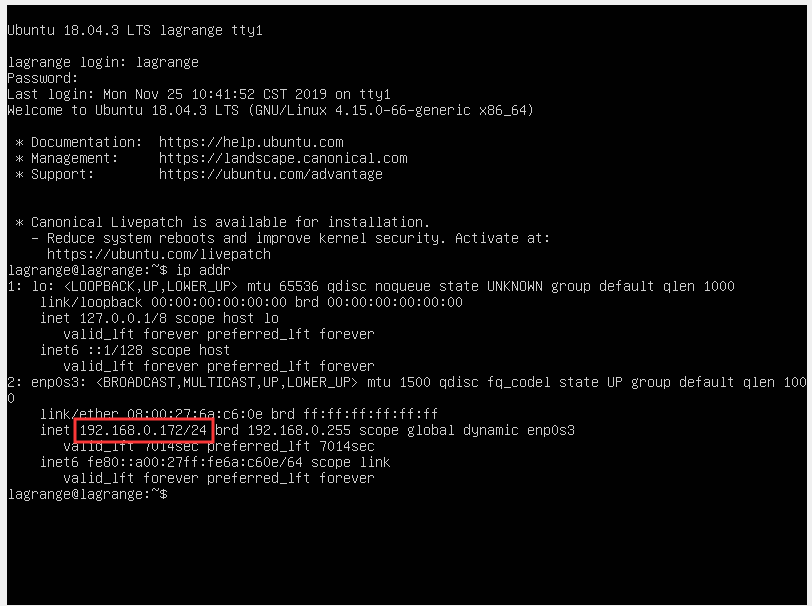 Ubuntu 18.04.3 LTS lagrange tty1
lagrange login: lagrange
Password:
Last login: Mon Nov 25 10:41:52 CST 2019 on tty1
Welcome to Ubuntu 18.04.3 LTS (GNU/Linux 4.15.0-66-generic x86_64)
* Documentation:  https://help.ubuntu.com
* Management:     https://landscape.canonical.com
* Support:        https://ubuntu.com/advantage
* Canonical Livepatch is available for installation.
- Reduce system reboots and improve kernel security. Activate at:
https://ubuntu.com/livepatch
lagrange@lagrange:~$ ip addr
1: lo: <LOOPBACK,UP,LOWER_UP> mtu 65536 qdisc noqueue state UNKNOWN group default qlen 1000
link/loopback 00:00:00:00:00:00 brd 00:00:00:00:00:00
inet 127.0.0.1/8 scope host lo
valid_lft forever preferred_lft forever
inet6 ::1/128 scope host
valid_lft forever preferred_lft forever
2: enp0s3: <BROADCAST,MULTICAST,UP,LOWER_UP> mtu 1500 qdisc fq_codel state UP group default qlen 100
0
link/ether 08:00:27:6a:c6:0e brd ff:ff:ff:ff:ff:ff
inet 192.168.0.172/24 brd 192.168.0.255 scope global dynamic enp0s3
valid_lft 7014sec preferred_lft 7014sec
inet6 fe80::a00:27ff:fe6a:c60e/64 scope link
valid_lft forever preferred_lft forever
lagrange@lagrange:~$